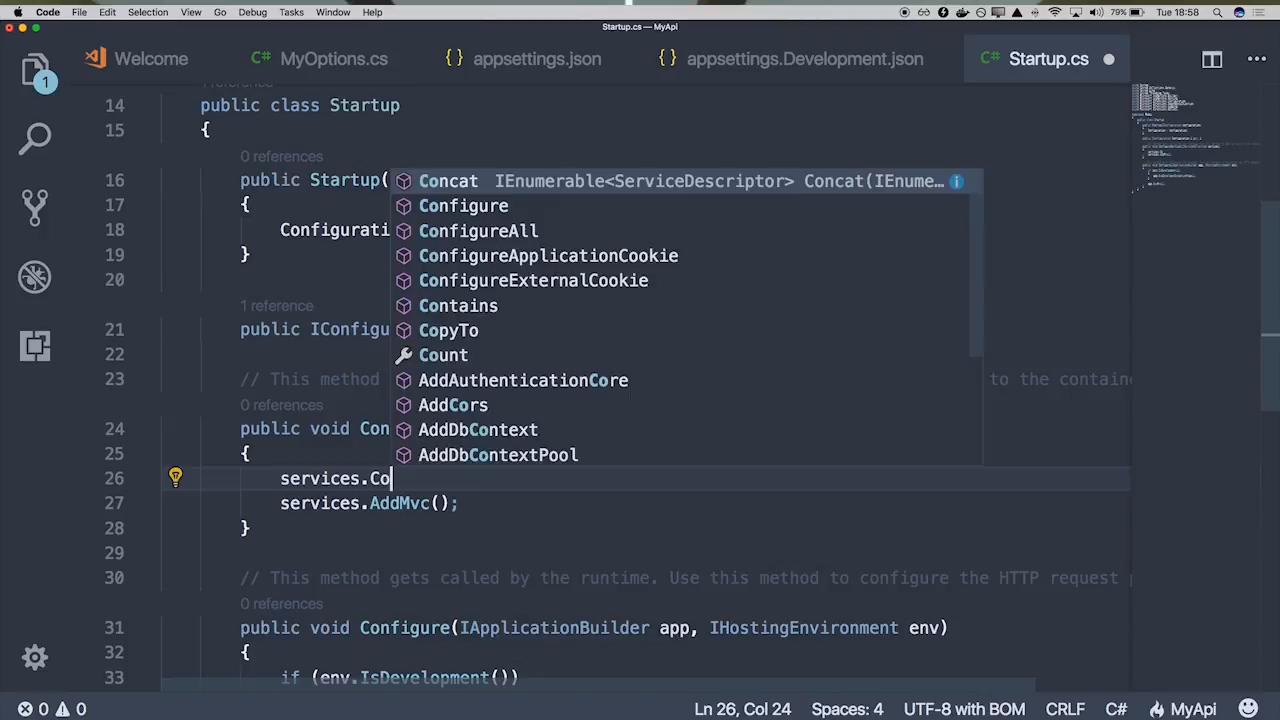 Code File Edit Selection View Go Debug Tasks Window Help 79% Tue 18:58
Startup.cs — MyApi
Welcome C# MyOptions.cs {} appsettings.json {} appsettings.Development.json C# Startup.cs
1
14 public class Startup
15 {
0 references
16 public Startup(
17 {
18 Configurati
19 }
20
1 reference
21 public IConfigu
22
23 // This method to the containe
0 references
24 public void Con
25 {
26 services.Co
27 services.AddMvc();
28 }
29
30 // This method gets called by the runtime. Use this method to configure the HTTP request
0 references
31 public void Configure(IApplicationBuilder app, IHostingEnvironment env)
32 {
33 if (env.IsDevelopment())
Concat IEnumerable<ServiceDescriptor> Concat(IEnume…
Configure
ConfigureAll
ConfigureApplicationCookie
ConfigureExternalCookie
Contains
CopyTo
Count
AddAuthenticationCore
AddCors
AddDbContext
AddDbContextPool
0 0 Ln 26, Col 24 Spaces: 4 UTF-8 with BOM CRLF C# MyApi